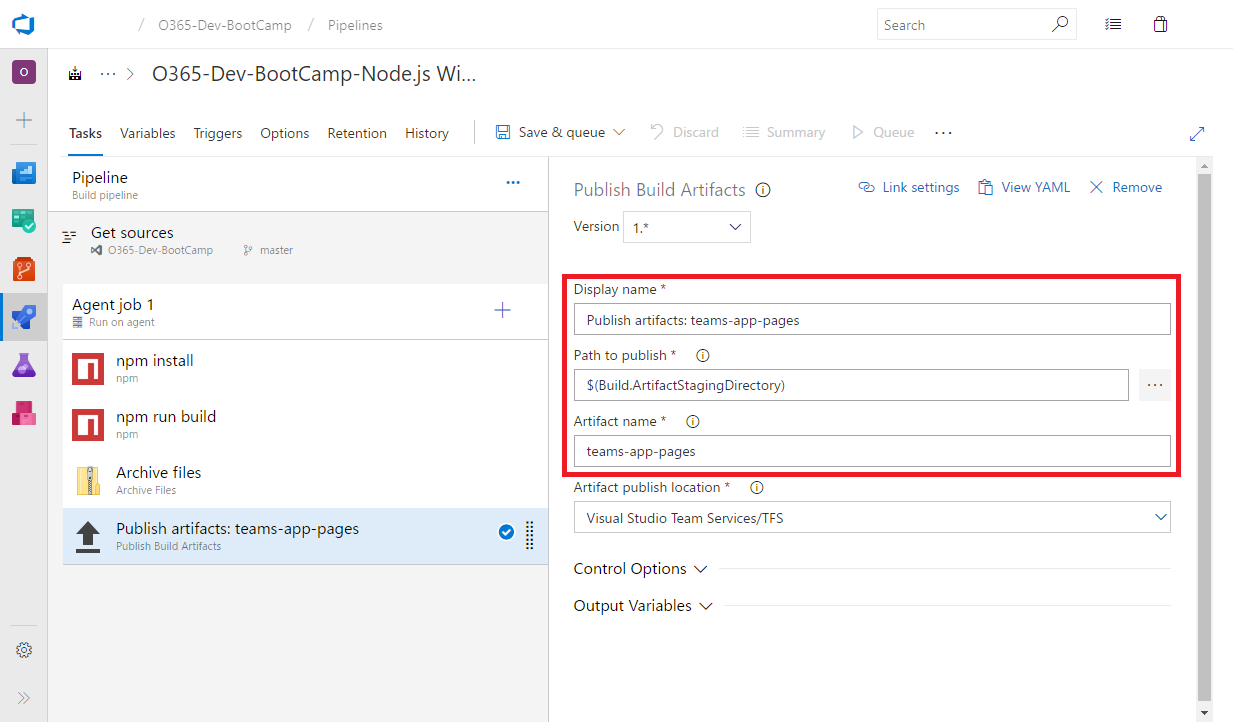 / O365-Dev-BootCamp / Pipelines
Search
O
··· > O365-Dev-BootCamp-Node.js Wi...
Tasks Variables Triggers Options Retention History Save & queue Discard Summary Queue ···
Pipeline
Build pipeline
Get sources
O365-Dev-BootCamp master
Agent job 1
Run on agent
npm install
npm
npm run build
npm
Archive files
Archive Files
Publish artifacts: teams-app-pages
Publish Build Artifacts
Publish Build Artifacts
Link settings View YAML Remove
Version 1.*
Display name *
Publish artifacts: teams-app-pages
Path to publish *
$(Build.ArtifactStagingDirectory)
Artifact name *
teams-app-pages
Artifact publish location *
Visual Studio Team Services/TFS
Control Options
Output Variables